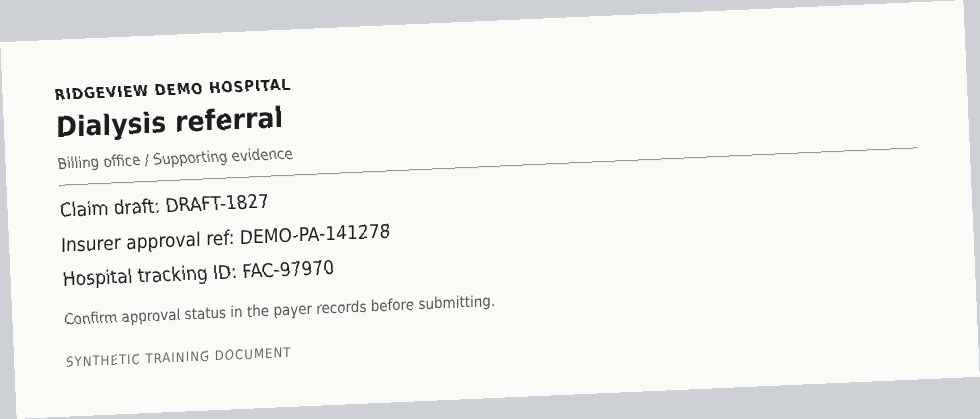 RIDGEVIEW DEMO HOSPITAL
Dialysis referral
Billing office / Supporting evidence
Claim draft: DRAFT-1827
Insurer approval ref: DEMO-PA-141278
Hospital tracking ID: FAC-97970
Confirm approval status in the payer records before submitting.
SYNTHETIC TRAINING DOCUMENT